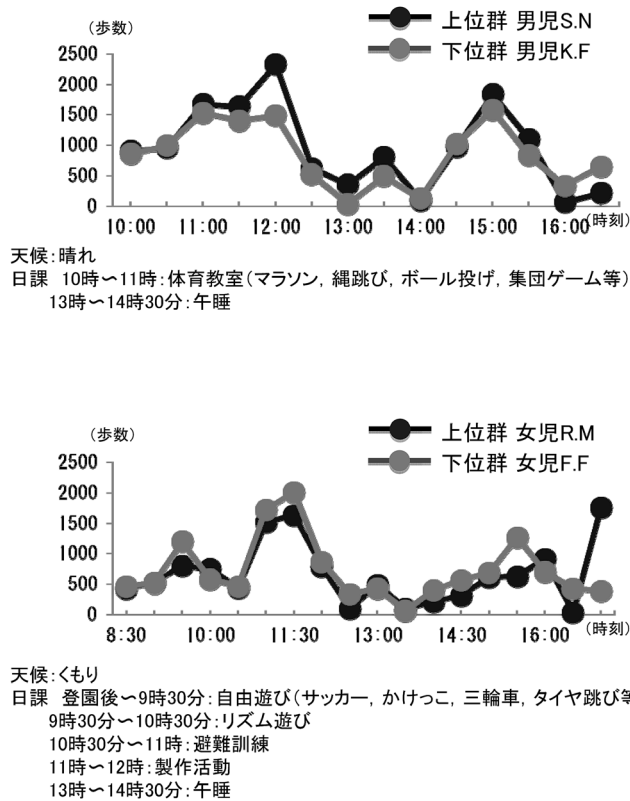 (歩数)
上位群 男児S.N
下位群 男児K.F
2500
2000
1500
1000
500
0
10:00 11:00 12:00 13:00 14:00 15:00 16:00 (時刻)
天候:晴れ
日課 10時〜11時:体育教室(マラソン, 縄跳び, ボール投げ, 集団ゲーム等)
13時〜14時30分:午睡
(歩数)
上位群 女児R.M
下位群 女児F.F
2500
2000
1500
1000
500
0
8:30 10:00 11:30 13:00 14:30 16:00 (時刻)
天候:くもり
日課 登園後〜9時30分:自由遊び(サッカー, かけっこ, 三輪車, タイヤ跳び等
9時30分〜10時30分:リズム遊び
10時30分〜11時:避難訓練
11時〜12時:製作活動
13時〜14時30分:午睡